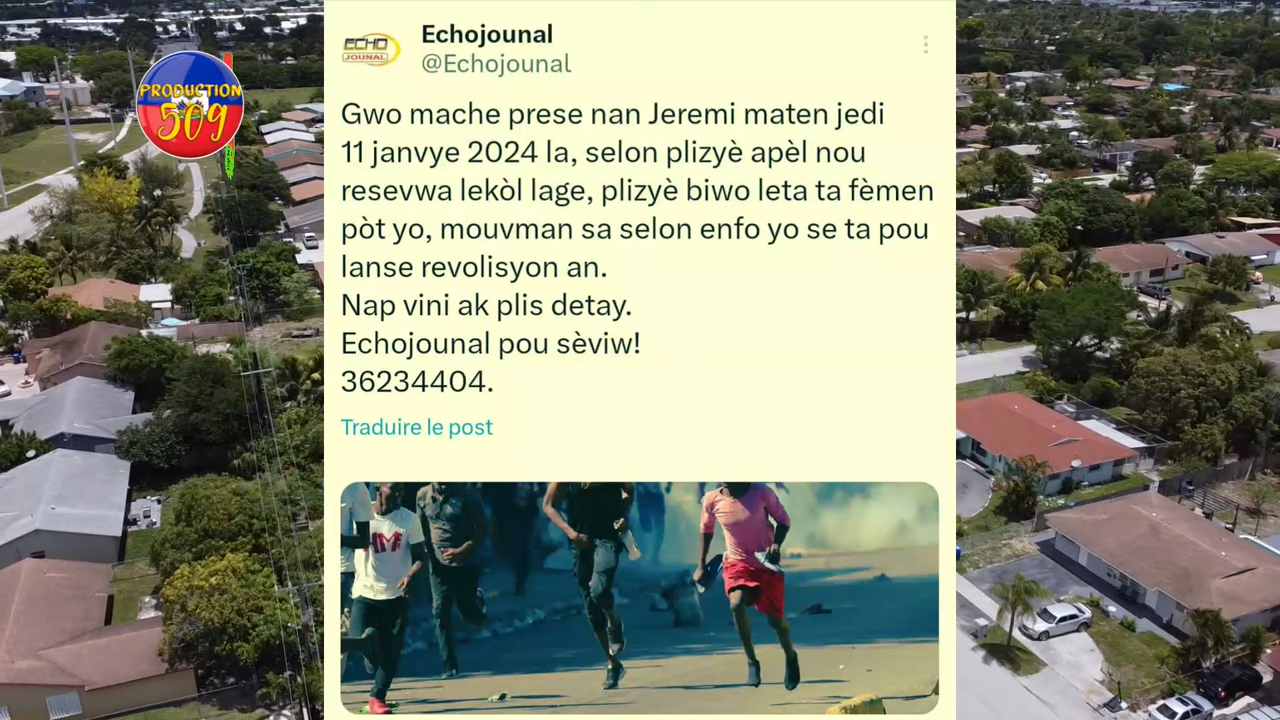 PRODUCTION
509
ECHO
JOUNAL
Echojounal
@Echojounal
Gwo mache prese nan Jeremi maten jedi
11 janvye 2024 la, selon plizyè apèl nou
resevwa lekòl lage, plizyè biwo leta ta fèmen
pòt yo, mouvman sa selon enfo yo se ta pou
lanse revolisyon an.
Nap vini ak plis detay.
Echojounal pou sèviw!
36234404.
Traduire le post